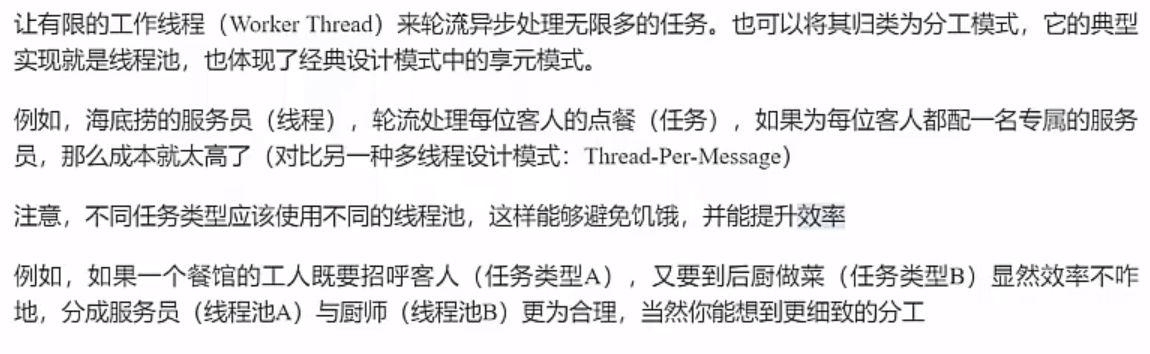 让有限的工作线程（Worker Thread）来轮流异步处理无限多的任务。也可以将其归类为分工模式，它的典型
实现就是线程池，也体现了经典设计模式中的享元模式。
例如，海底捞的服务员（线程），轮流处理每位客人的点餐（任务），如果为每位客人都配一名专属的服务
员，那么成本就太高了（对比另一种多线程设计模式：Thread-Per-Message）
注意，不同任务类型应该使用不同的线程池，这样能够避免饥饿，并能提升效率
例如，如果一个餐馆的工人既要招呼客人（任务类型A），又要到后厨做菜（任务类型B）显然效率不咋
地，分成服务员（线程池A）与厨师（线程池B）更为合理，当然你能想到更细致的分工